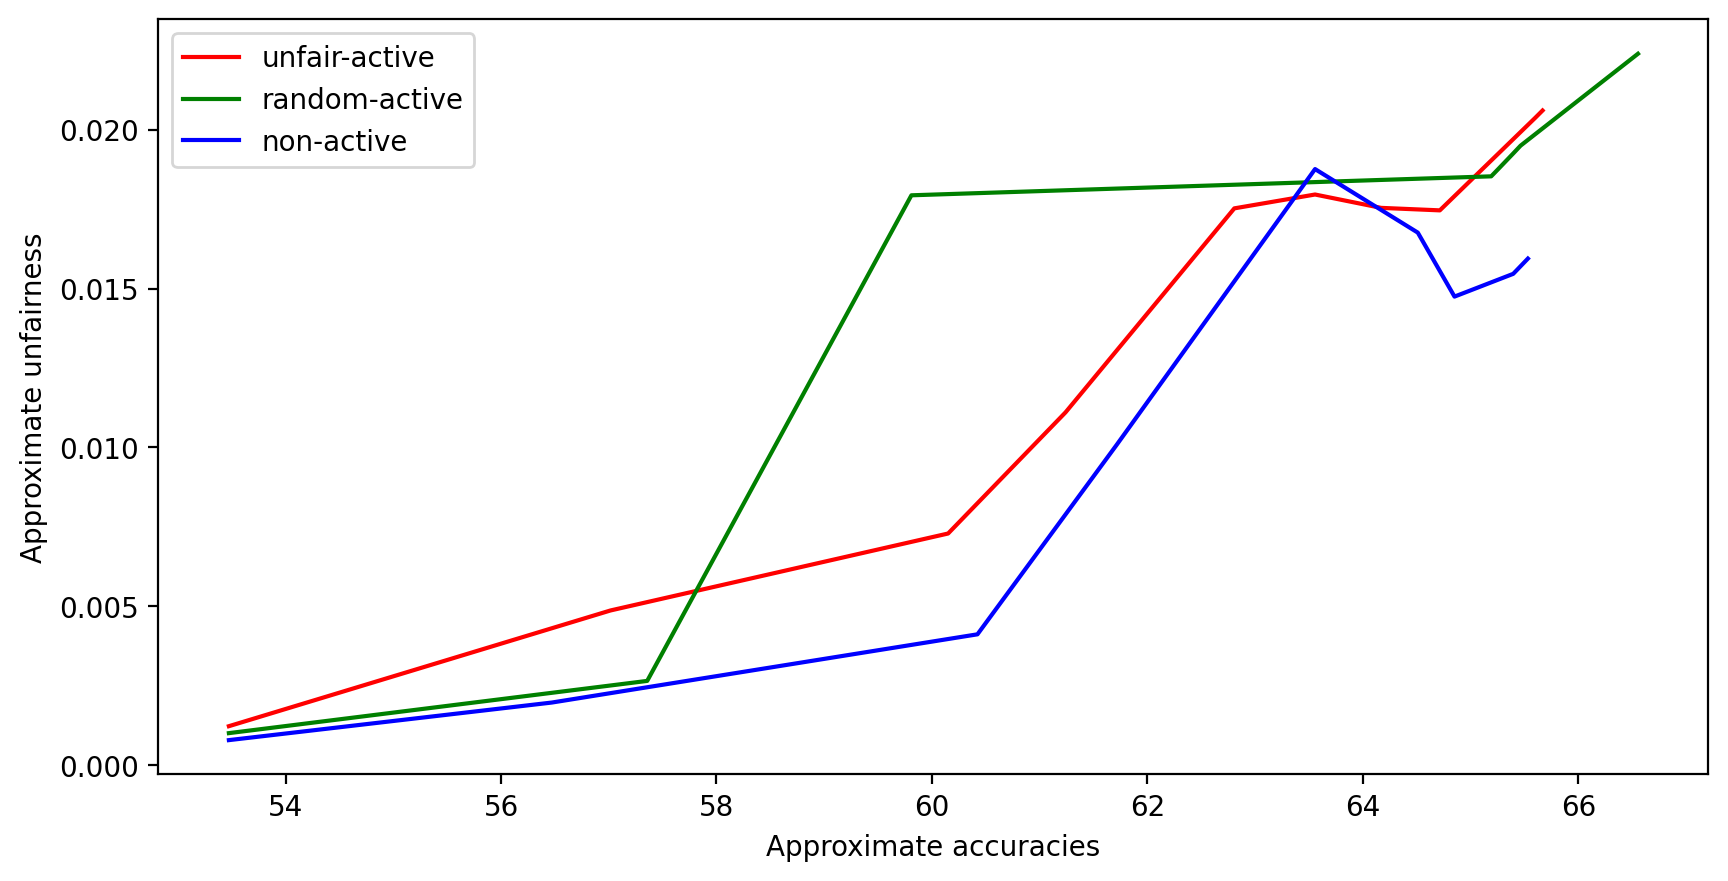 unfair-active
random-active
non-active
Approximate unfairness
0.020
0.015
0.010
0.005
0.000
54 56 58 60 62 64 66
Approximate accuracies